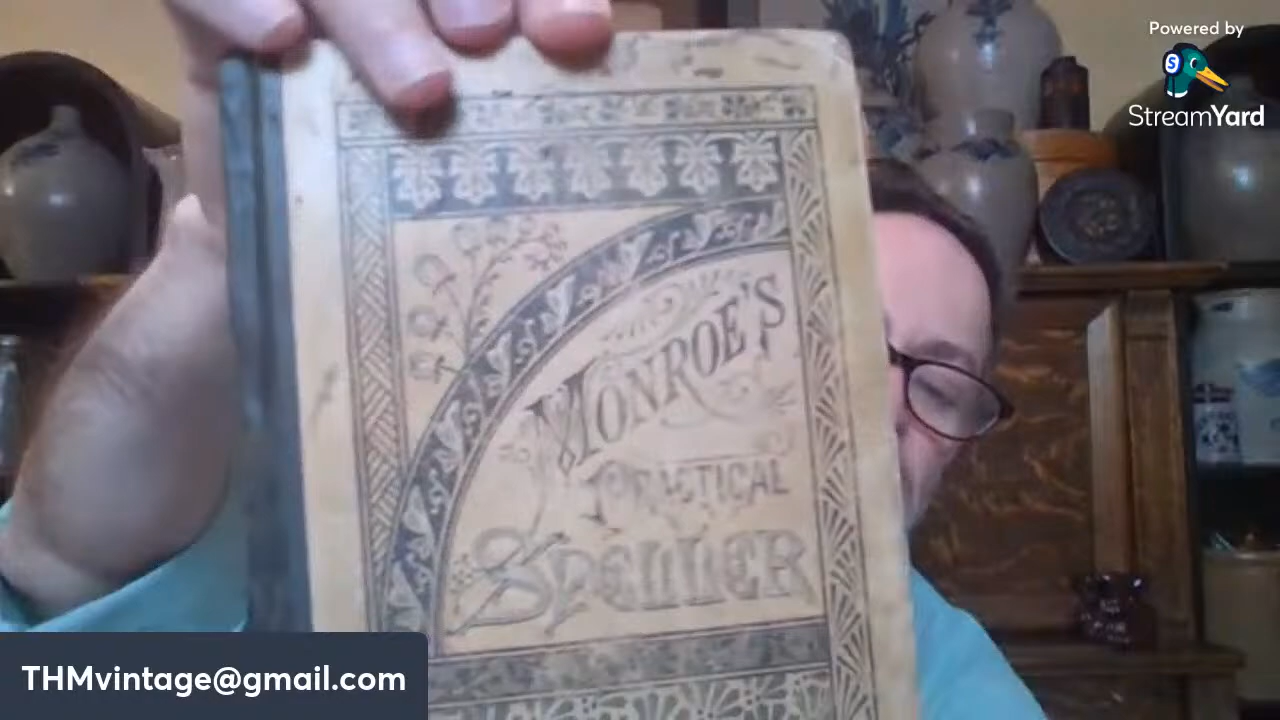 Powered by
StreamYard
MONROE'S
PRACTICAL
SPELLER
THMvintage@gmail.com